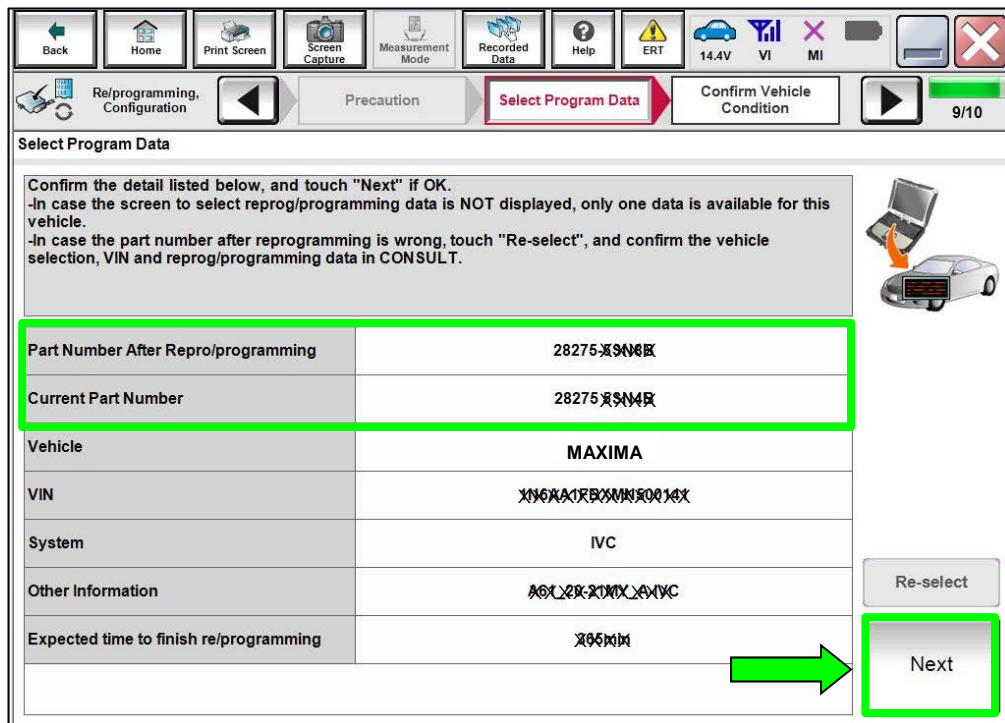 Back
Home
Print Screen
Screen Capture
Measurement Mode
Recorded Data
Help
ERT
14.4V
VI
MI
Re/programming, Configuration
Precaution
Select Program Data
Confirm Vehicle Condition
9/10
Select Program Data
Confirm the detail listed below, and touch "Next" if OK.
-In case the screen to select reprog/programming data is NOT displayed, only one data is available for this
vehicle.
-In case the part number after reprogramming is wrong, touch "Re-select", and confirm the vehicle
selection, VIN and reprog/programming data in CONSULT.
Part Number After Repro/programming
28275-
Current Part Number
28275
Vehicle
MAXIMA
VIN
System
IVC
Other Information
Expected time to finish re/programming
Re-select
Next